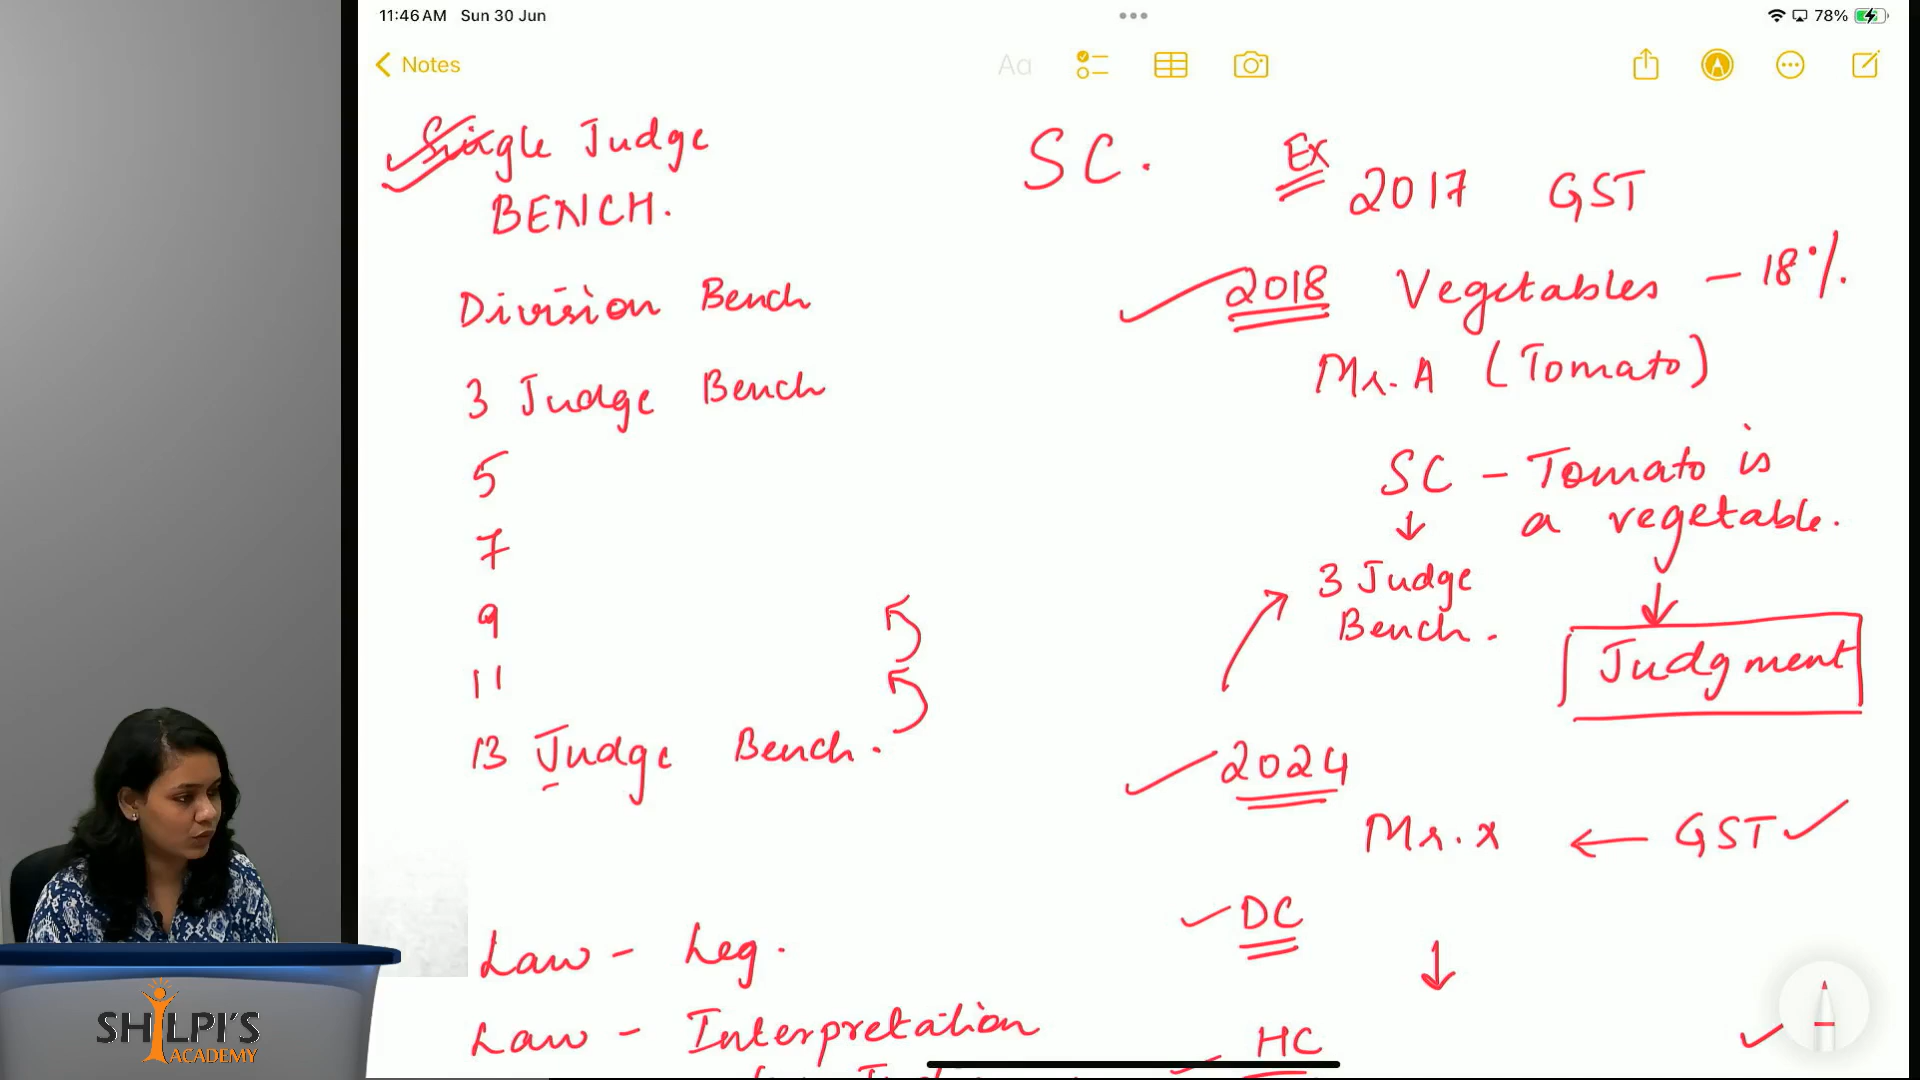 11:46 AM Sun 30 Jun
78%
Notes
Aa
Single Judge
BENCH.
Division Bench
3 Judge Bench
5
7
9
11
13 Judge Bench.
Law - Leg.
Law - Interpretation
SC.
Ex
2017 GST
2018 Vegetables - 18%
Mr. A (Tomato)
SC - Tomato is
a vegetable.
3 Judge
Bench.
Judgment
2024
Mr. X ← GST
DC
HC
SHILPI'S
ACADEMY